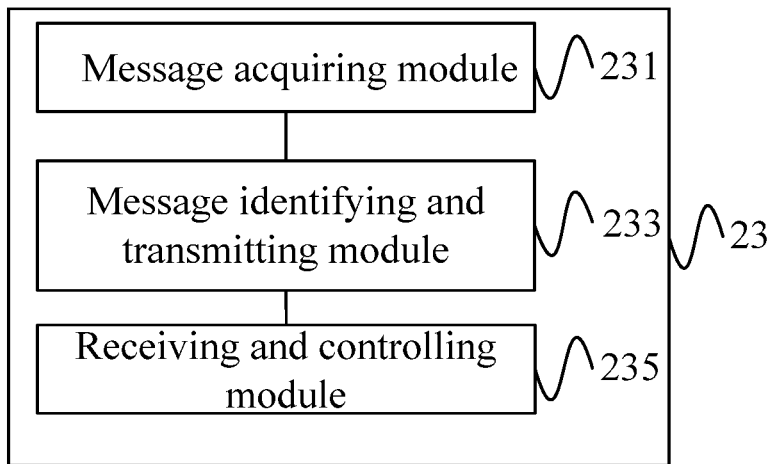 Message acquiring module
231
Message identifying and
transmitting module
233
23
Receiving and controlling
module
235